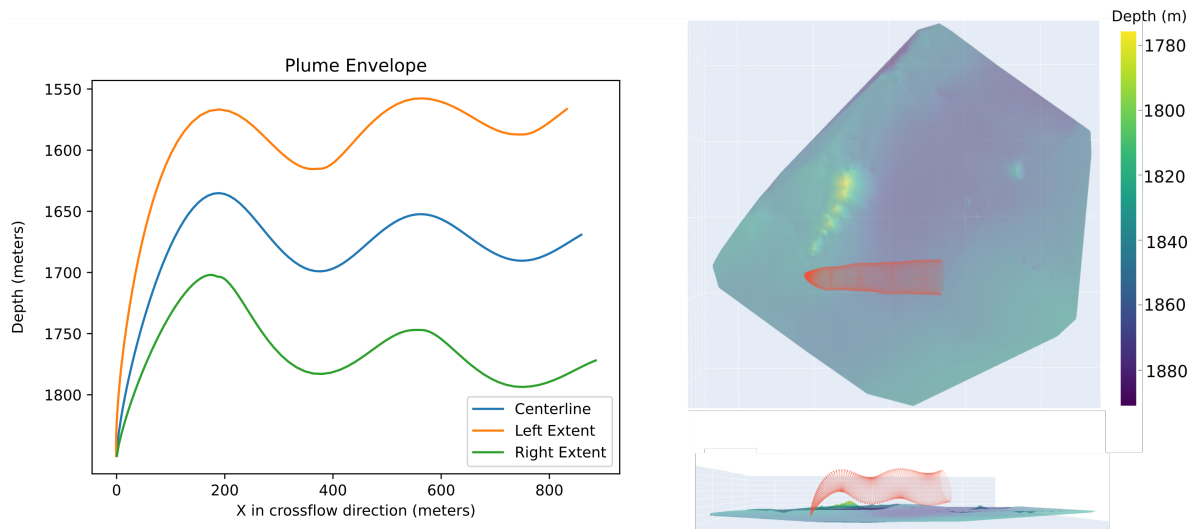 Plume Envelope
Depth (meters)
1550
1600
1650
1700
1750
1800
0
200
400
600
800
X in crossflow direction (meters)
Centerline
Left Extent
Right Extent
Depth (m)
1780
1800
1820
1840
1860
1880